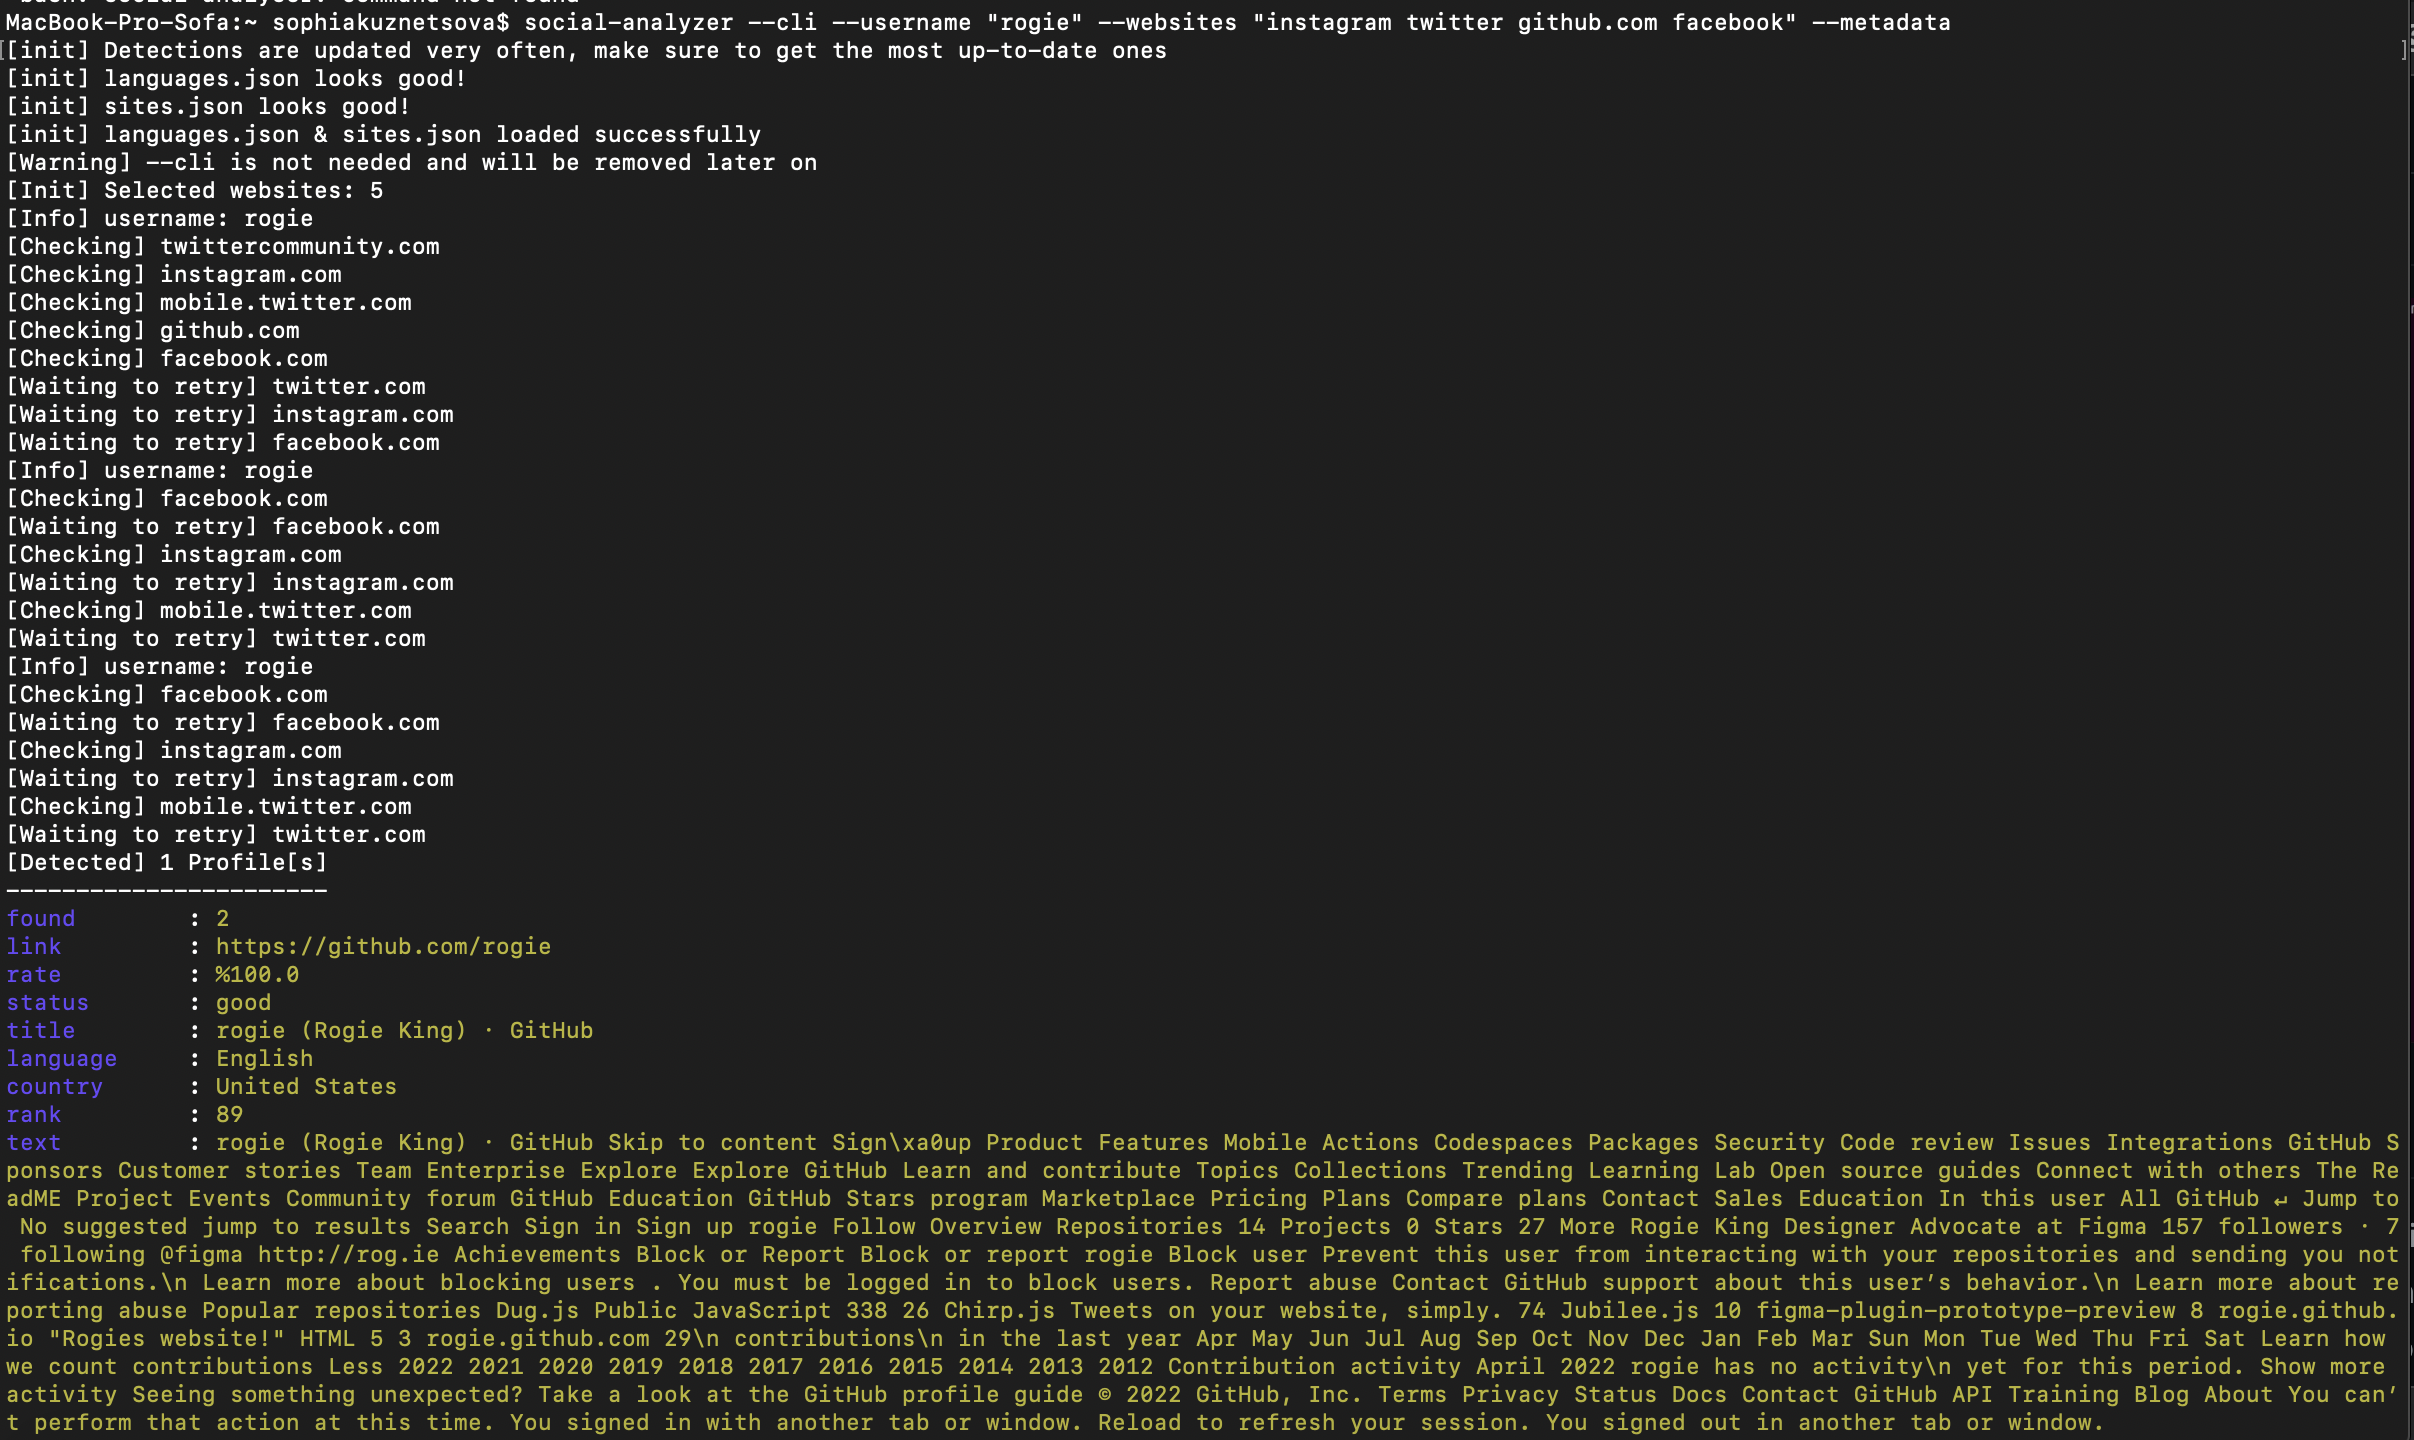 MacBook-Pro-Sofa:~ sophiakuznetsova$ social-analyzer --cli --username "rogie" --websites "instagram twitter github.com facebook" --metadata
[[init] Detections are updated very often, make sure to get the most up-to-date ones ]
[init] languages.json looks good!
[init] sites.json looks good!
[init] languages.json & sites.json loaded successfully
[Warning] --cli is not needed and will be removed later on
[Init] Selected websites: 5
[Info] username: rogie
[Checking] twittercommunity.com
[Checking] instagram.com
[Checking] mobile.twitter.com
[Checking] github.com
[Checking] facebook.com
[Waiting to retry] twitter.com
[Waiting to retry] instagram.com
[Waiting to retry] facebook.com
[Info] username: rogie
[Checking] facebook.com
[Waiting to retry] facebook.com
[Checking] instagram.com
[Waiting to retry] instagram.com
[Checking] mobile.twitter.com
[Waiting to retry] twitter.com
[Info] username: rogie
[Checking] facebook.com
[Waiting to retry] facebook.com
[Checking] instagram.com
[Waiting to retry] instagram.com
[Checking] mobile.twitter.com
[Waiting to retry] twitter.com
[Detected] 1 Profile[s]
-----------------------
found : 2
link : https://github.com/rogie
rate : %100.0
status : good
title : rogie (Rogie King) · GitHub
language : English
country : United States
rank : 89
text : rogie (Rogie King) · GitHub Skip to content Sign\xa0up Product Features Mobile Actions Codespaces Packages Security Code review Issues Integrations GitHub S
ponsors Customer stories Team Enterprise Explore Explore GitHub Learn and contribute Topics Collections Trending Learning Lab Open source guides Connect with others The Re
adME Project Events Community forum GitHub Education GitHub Stars program Marketplace Pricing Plans Compare plans Contact Sales Education In this user All GitHub ↵ Jump to
No suggested jump to results Search Sign in Sign up rogie Follow Overview Repositories 14 Projects 0 Stars 27 More Rogie King Designer Advocate at Figma 157 followers · 7
following @figma http://rog.ie Achievements Block or Report Block or report rogie Block user Prevent this user from interacting with your repositories and sending you not
ifications.\n Learn more about blocking users . You must be logged in to block users. Report abuse Contact GitHub support about this user’s behavior.\n Learn more about re
porting abuse Popular repositories Dug.js Public JavaScript 338 26 Chirp.js Tweets on your website, simply. 74 Jubilee.js 10 figma-plugin-prototype-preview 8 rogie.github.
io "Rogies website!" HTML 5 3 rogie.github.com 29\n contributions\n in the last year Apr May Jun Jul Aug Sep Oct Nov Dec Jan Feb Mar Sun Mon Tue Wed Thu Fri Sat Learn how
we count contributions Less 2022 2021 2020 2019 2018 2017 2016 2015 2014 2013 2012 Contribution activity April 2022 rogie has no activity\n yet for this period. Show more
activity Seeing something unexpected? Take a look at the GitHub profile guide © 2022 GitHub, Inc. Terms Privacy Status Docs Contact GitHub API Training Blog About You can’
t perform that action at this time. You signed in with another tab or window. Reload to refresh your session. You signed out in another tab or window.